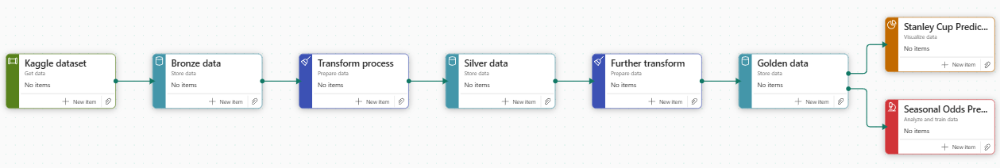 Kaggle dataset
Get data
No items
New item
Bronze data
Store data
No items
New item
Transform process
Prepare data
No items
New item
Silver data
Store data
No items
New item
Further transform
Prepare data
No items
New item
Golden data
Store data
No items
New item
Stanley Cup Predic...
Visualize data
No items
New item
Seasonal Odds Pre...
Analyze and train data
No items
New item